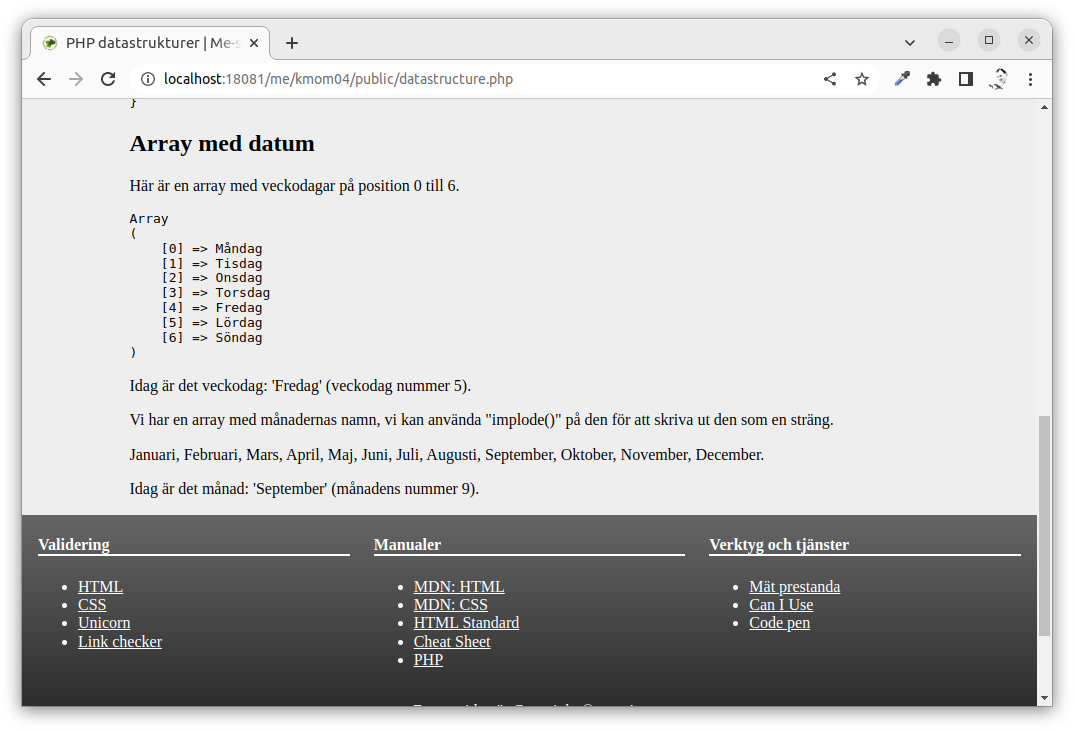 PHP datastrukturer | Me-s
localhost:18081/me/kmom04/public/datastructure.php
}
Array med datum
Här är en array med veckodagar på position 0 till 6.
Array
(
[0] => Måndag
[1] => Tisdag
[2] => Onsdag
[3] => Torsdag
[4] => Fredag
[5] => Lördag
[6] => Söndag
)
Idag är det veckodag: 'Fredag' (veckodag nummer 5).
Vi har en array med månadernas namn, vi kan använda "implode()" på den för att skriva ut den som en sträng.
Januari, Februari, Mars, April, Maj, Juni, Juli, Augusti, September, Oktober, November, December.
Idag är det månad: 'September' (månadens nummer 9).
Validering
HTML
CSS
Unicorn
Link checker
Manualer
MDN: HTML
MDN: CSS
HTML Standard
Cheat Sheet
PHP
Verktyg och tjänster
Mät prestanda
Can I Use
Code pen